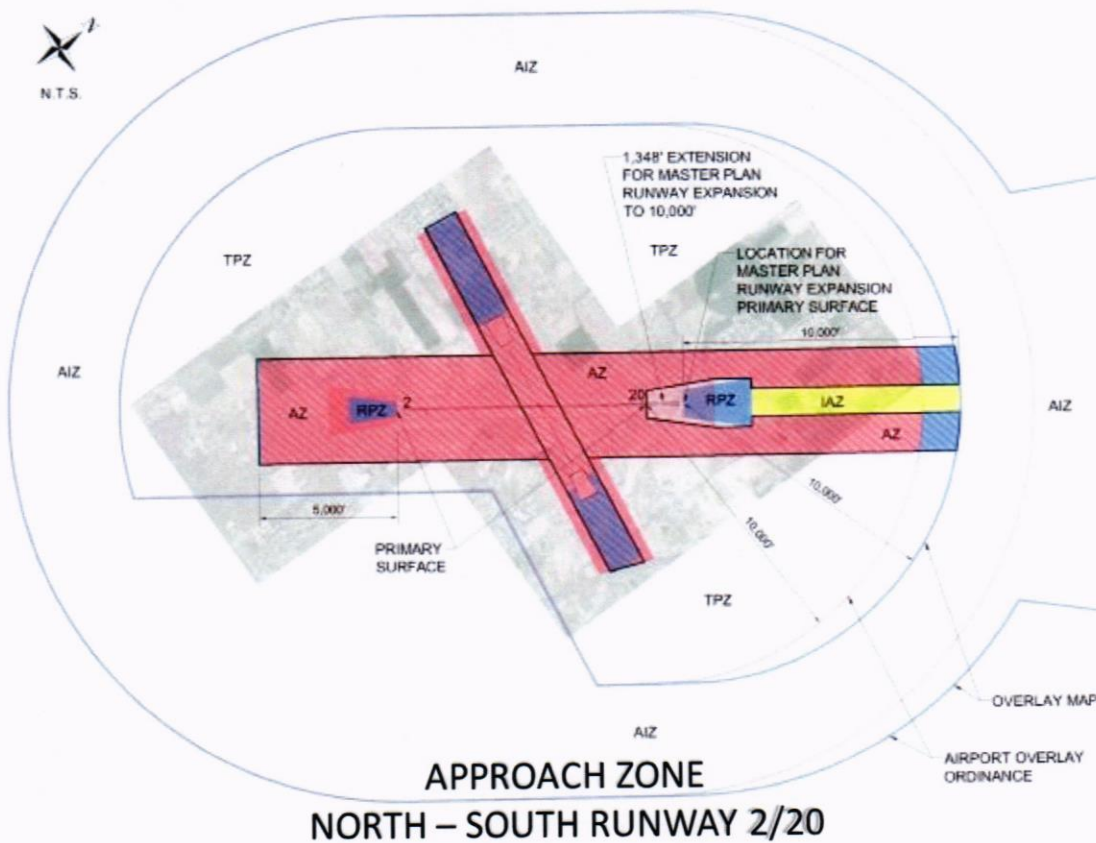 N
N.T.S.
AIZ
1,348' EXTENSION
FOR MASTER PLAN
RUNWAY EXPANSION
TO 10,000'
TPZ
TPZ
LOCATION FOR
MASTER PLAN
RUNWAY EXPANSION
PRIMARY SURFACE
10,000'
AIZ
AZ
AZ
RPZ
2
20
RPZ
IAZ
AIZ
AZ
5,000'
10,000'
10,000'
PRIMARY
SURFACE
TPZ
OVERLAY MAP
AIZ
AIRPORT OVERLAY
ORDINANCE
APPROACH ZONE
NORTH – SOUTH RUNWAY 2/20